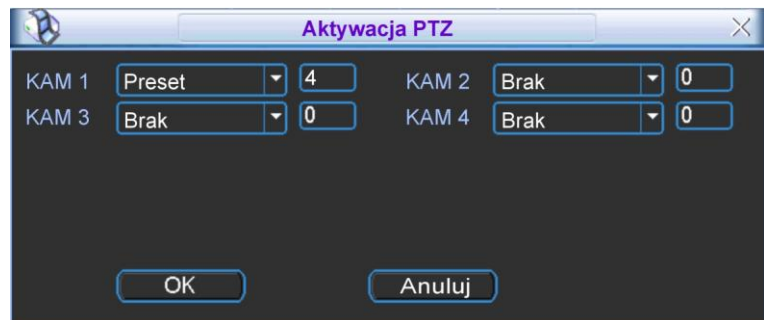 Aktywacja PTZ
KAM 1 Preset 4 KAM 2 Brak 0
KAM 3 Brak 0 KAM 4 Brak 0
OK Anuluj